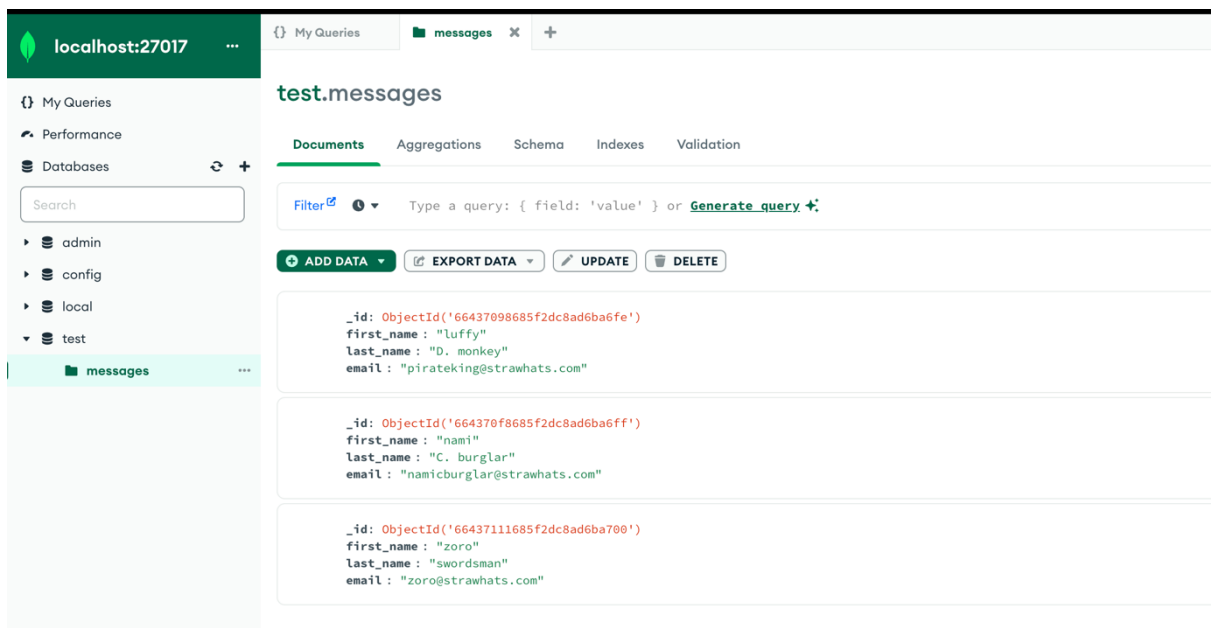 localhost:27017 ...
{} My Queries
Performance
Databases
Search
admin
config
local
test
messages ...
{} My Queries
messages
test.messages
Documents Aggregations Schema Indexes Validation
Filter Type a query: { field: 'value' } or Generate query
ADD DATA EXPORT DATA UPDATE DELETE
_id: ObjectId('66437098685f2dc8ad6ba6fe')
first_name : "luffy"
last_name : "D. monkey"
email : "pirateking@strawhats.com"
_id: ObjectId('664370f8685f2dc8ad6ba6ff')
first_name : "nami"
last_name : "C. burglar"
email : "namicburglar@strawhats.com"
_id: ObjectId('66437111685f2dc8ad6ba700')
first_name : "zoro"
last_name : "swordsman"
email : "zoro@strawhats.com"